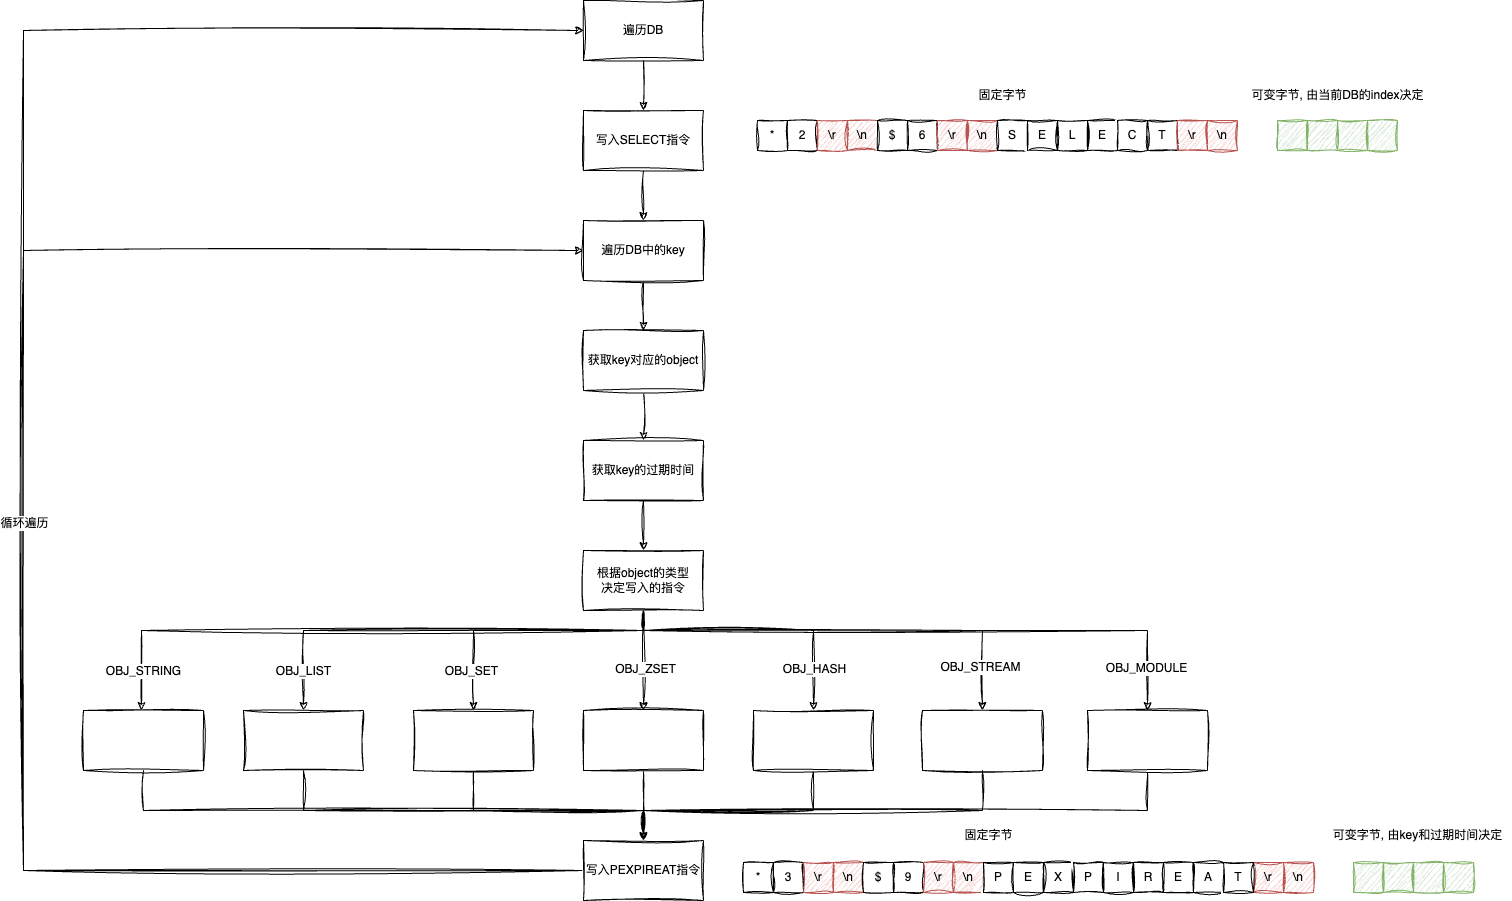 遍历DB
固定字节
可变字节, 由当前DB的index决定
* 2 \r \n $ 6 \r \n S E L E C T \r \n
写入SELECT指令
遍历DB中的key
获取key对应的object
获取key的过期时间
循环遍历
根据object的类型
决定写入的指令
OBJ_STRING
OBJ_LIST
OBJ_SET
OBJ_ZSET
OBJ_HASH
OBJ_STREAM
OBJ_MODULE
固定字节
可变字节, 由key和过期时间决定
写入PEXPIREAT指令
* 3 \r \n $ 9 \r \n P E X P I R E A T \r \n